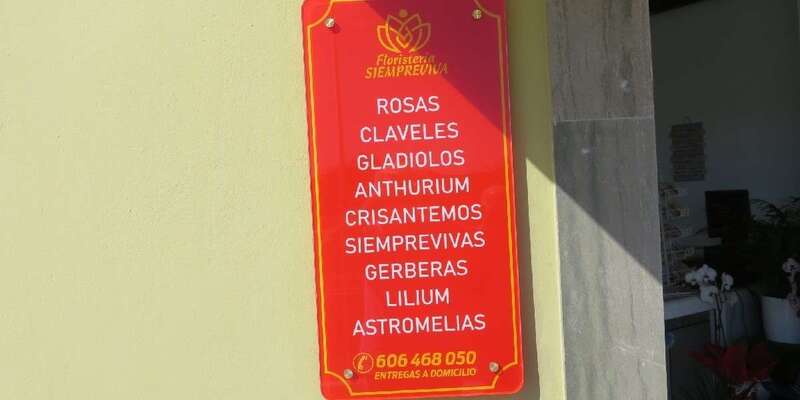 Floristería
SIEMPREVIVA
ROSAS
CLAVELES
GLADIOLOS
ANTHURIUM
CRISANTEMOS
SIEMPREVIVAS
GERBERAS
LILIUM
ASTROMELIAS
606 468 050
ENTREGAS A DOMICILIO